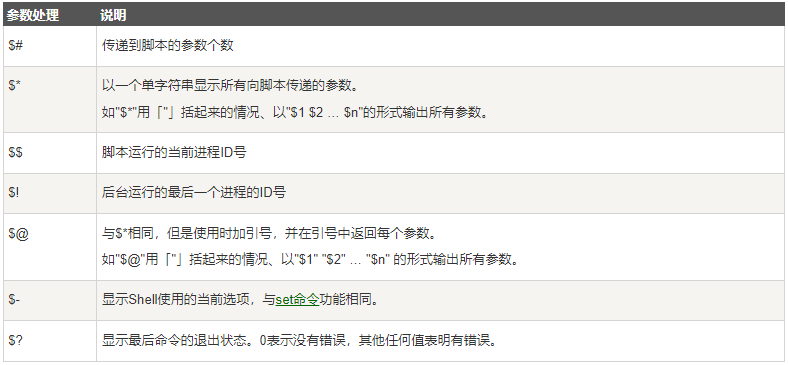 参数处理 说明
$# 传递到脚本的参数个数
$* 以一个单字符串显示所有向脚本传递的参数。
如"$*"用「"」括起来的情况、以"$1 $2 … $n"的形式输出所有参数。
$$ 脚本运行的当前进程ID号
$! 后台运行的最后一个进程的ID号
$@ 与$*相同，但是使用时加引号，并在引号中返回每个参数。
如"$@"用「"」括起来的情况、以"$1" "$2" … "$n" 的形式输出所有参数。
$- 显示Shell使用的当前选项，与set命令功能相同。
$? 显示最后命令的退出状态。0表示没有错误，其他任何值表明有错误。